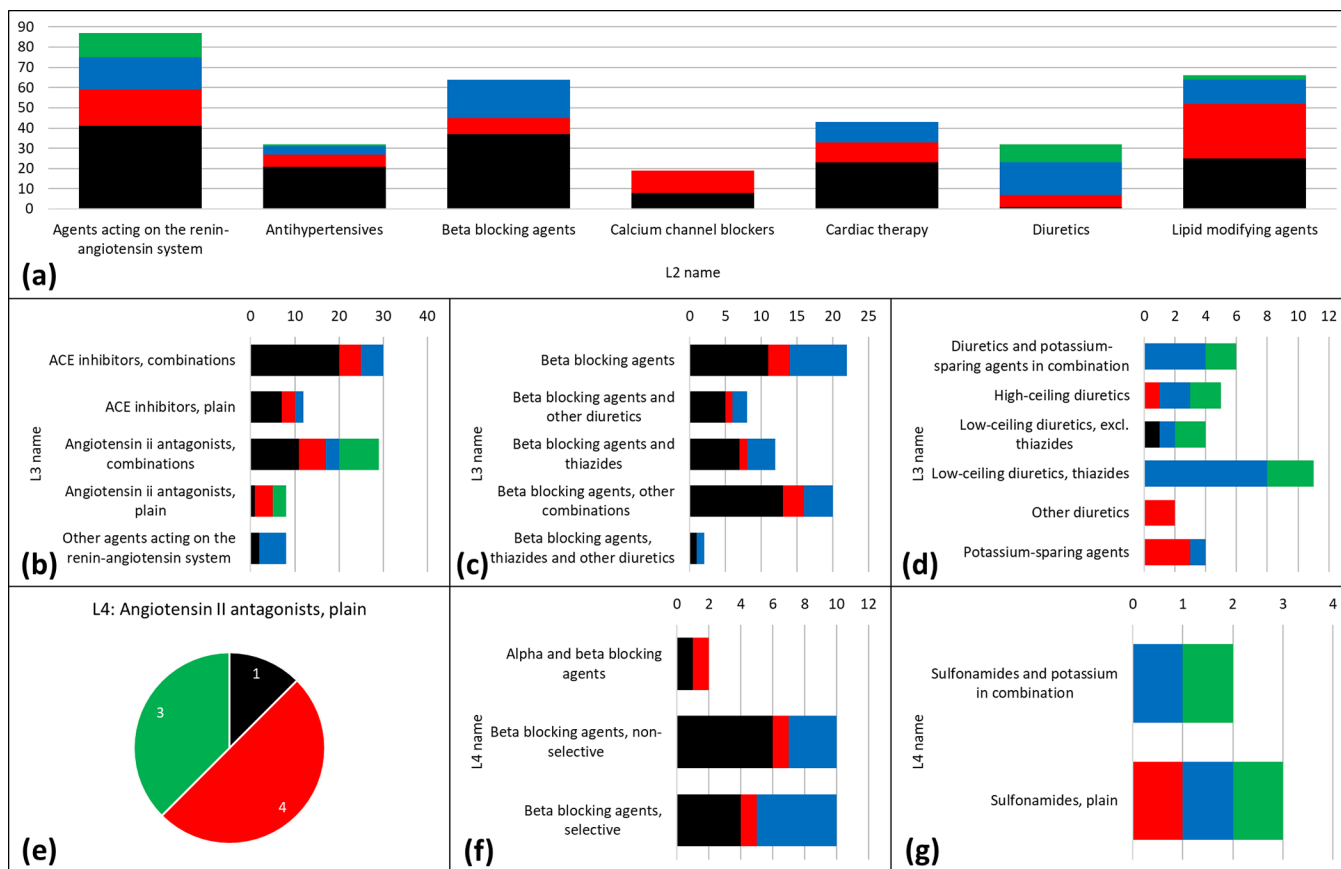 90
80
70
60
50
40
30
20
10
0
Agents acting on the renin-
angiotensin system
Antihypertensives
Beta blocking agents
Calcium channel blockers
Cardiac therapy
Diuretics
Lipid modifying agents
L2 name
(a)
0 10 20 30 40
ACE inhibitors, combinations
ACE inhibitors, plain
Angiotensin ii antagonists,
combinations
Angiotensin ii antagonists,
plain
Other agents acting on the
renin-angiotensin system
L3 name
(b)
0 5 10 15 20 25
Beta blocking agents
Beta blocking agents and
other diuretics
Beta blocking agents and
thiazides
Beta blocking agents, other
combinations
Beta blocking agents,
thiazides and other diuretics
L3 name
(c)
0 2 4 6 8 10 12
Diuretics and potassium-
sparing agents in combination
High-ceiling diuretics
Low-ceiling diuretics, excl.
thiazides
Low-ceiling diuretics, thiazides
Other diuretics
Potassium-sparing agents
L3 name
(d)
L4: Angiotensin II antagonists, plain
1
3
4
(e)
0 2 4 6 8 10 12
Alpha and beta blocking
agents
Beta blocking agents, non-
selective
Beta blocking agents,
selective
L4 name
(f)
0 1 2 3 4
Sulfonamides and potassium
in combination
Sulfonamides, plain
L4 name
(g)